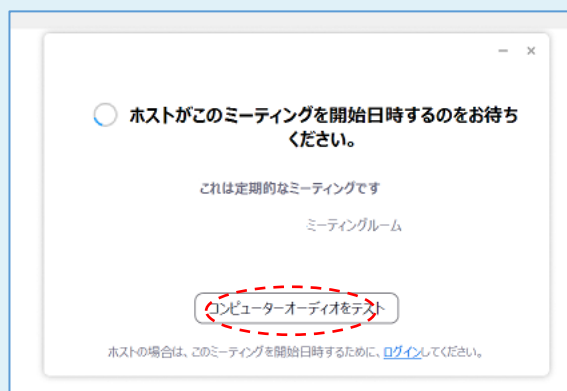 ホストがこのミーティングを開始日時するのをお待ち
ください。
これは定期的なミーティングです
ミーティングルーム
コンピューターオーディオをテスト
ホストの場合は、このミーティングを開始日時するために、ログインしてください。